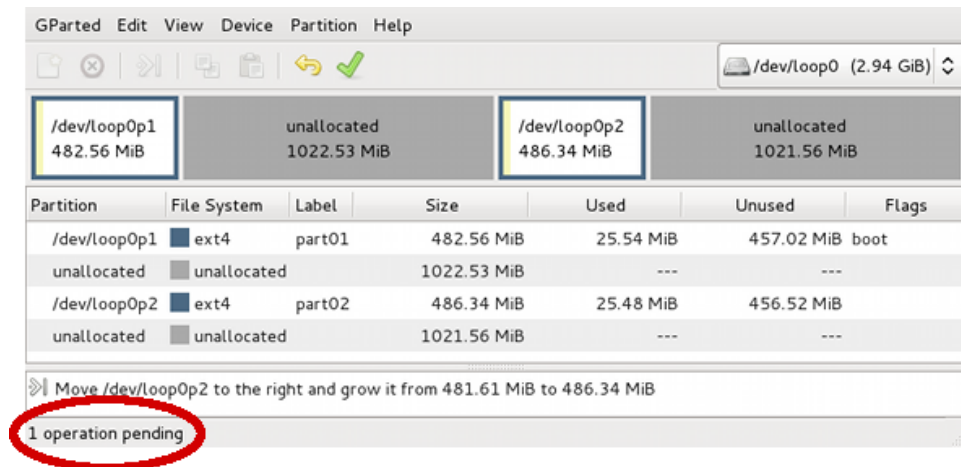 GParted Edit View Device Partition Help
/dev/loop0 (2.94 GiB)
/dev/loop0p1 unallocated /dev/loop0p2 unallocated
482.56 MiB 1022.53 MiB 486.34 MiB 1021.56 MiB
Partition File System Label Size Used Unused Flags
/dev/loop0p1 ext4 part01 482.56 MiB 25.54 MiB 457.02 MiB boot
unallocated unallocated 1022.53 MiB --- ---
/dev/loop0p2 ext4 part02 486.34 MiB 25.48 MiB 456.52 MiB
unallocated unallocated 1021.56 MiB --- ---
Move /dev/loop0p2 to the right and grow it from 481.61 MiB to 486.34 MiB
1 operation pending